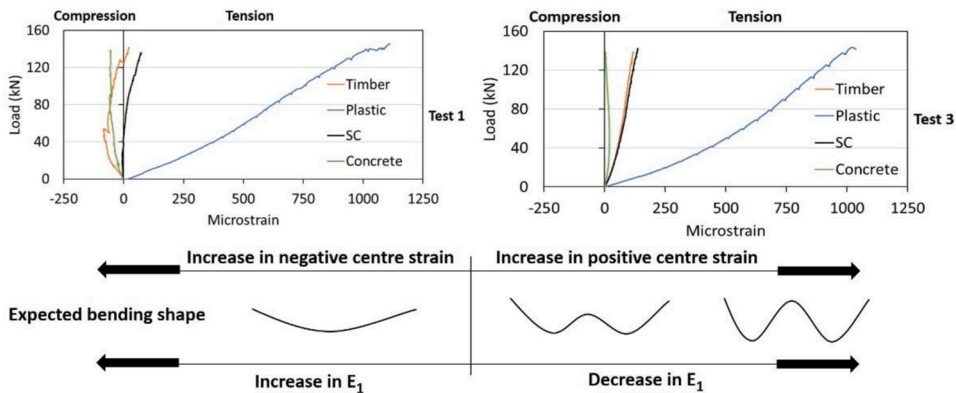 Compression Tension
160
120
80
40
0
Load (kN)
Timber
Plastic
SC
Concrete
-250 0 250 500 750 1000 1250
Microstrain
Test 1
Compression Tension
160
120
80
40
0
Load (kN)
Timber
Plastic
SC
Concrete
-250 0 250 500 750 1000 1250
Microstrain
Test 3
Increase in negative centre strain
Increase in positive centre strain
Expected bending shape
Increase in E₁
Decrease in E₁